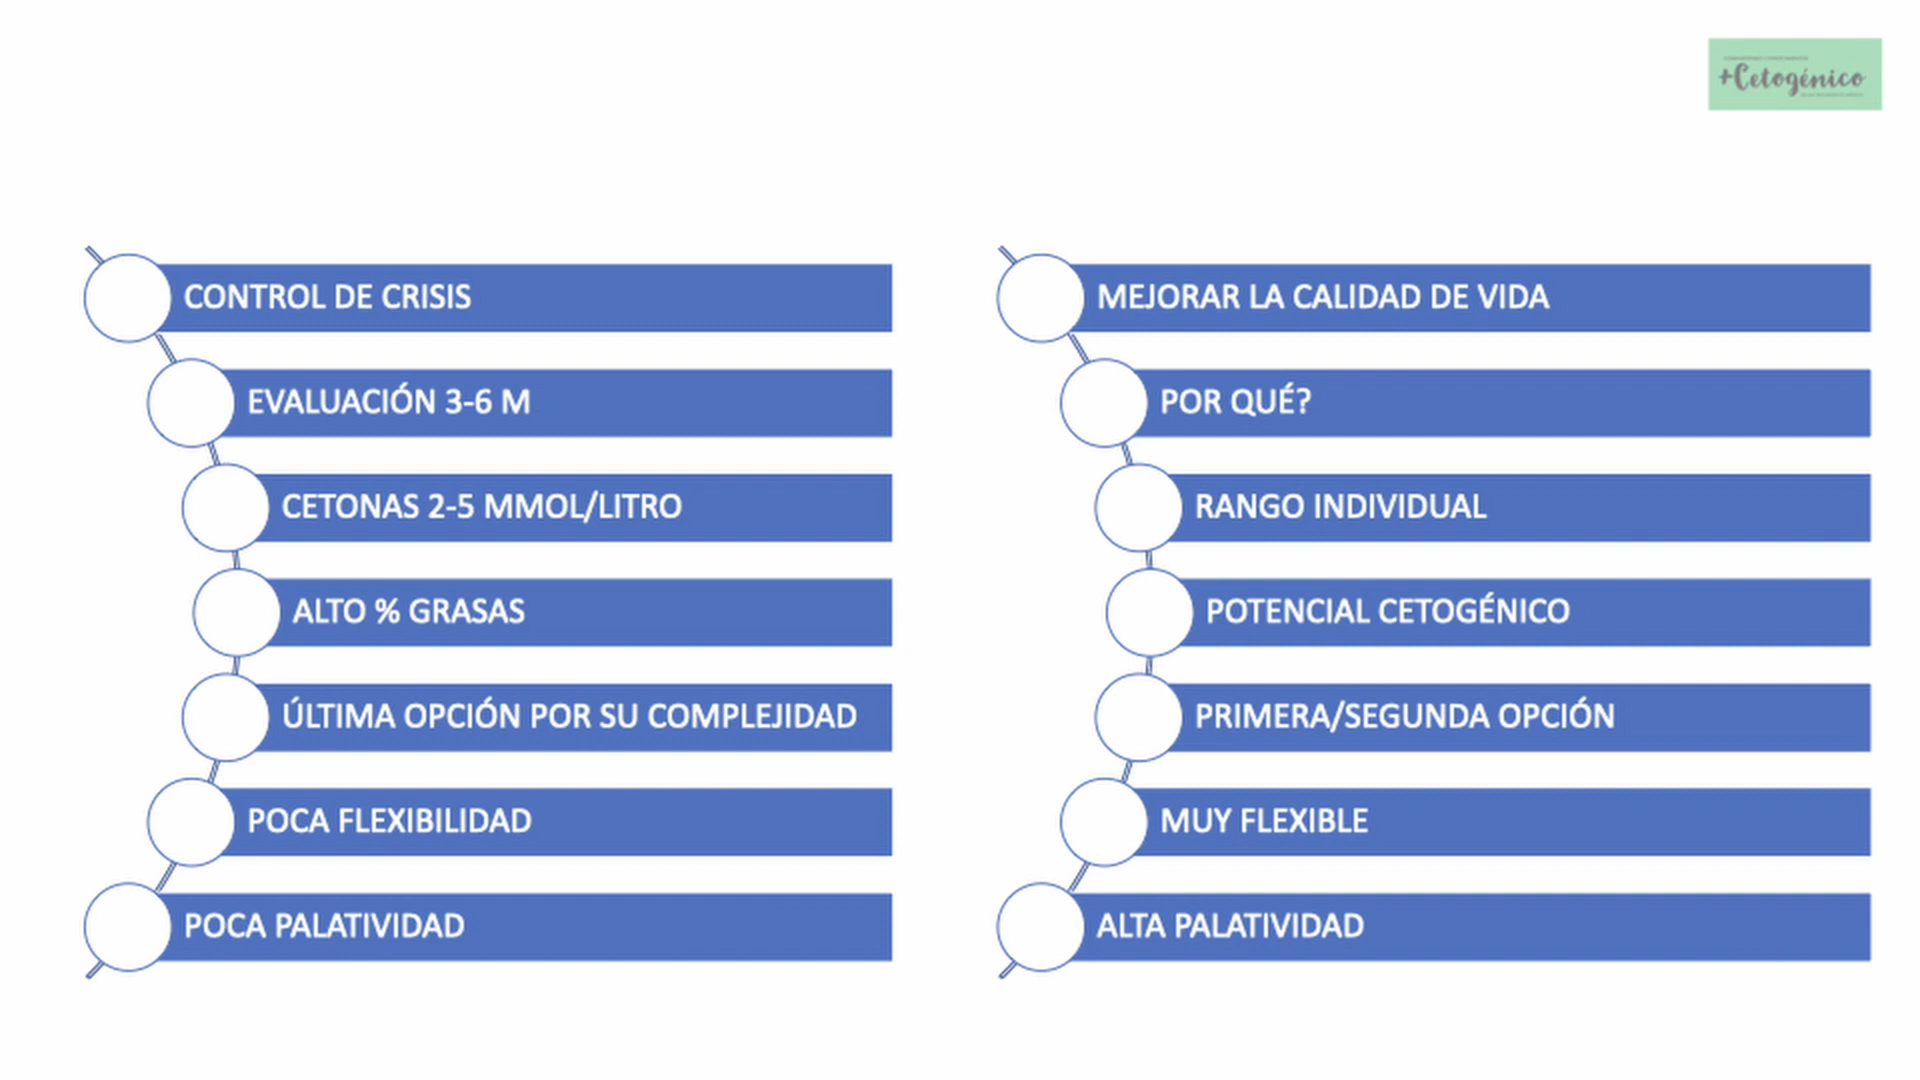 +Cetogénico
CONTROL DE CRISIS
EVALUACIÓN 3-6 M
CETONAS 2-5 MMOL/LITRO
ALTO % GRASAS
ÚLTIMA OPCIÓN POR SU COMPLEJIDAD
POCA FLEXIBILIDAD
POCA PALATIVIDAD
MEJORAR LA CALIDAD DE VIDA
POR QUÉ?
RANGO INDIVIDUAL
POTENCIAL CETOGÉNICO
PRIMERA/SEGUNDA OPCIÓN
MUY FLEXIBLE
ALTA PALATIVIDAD